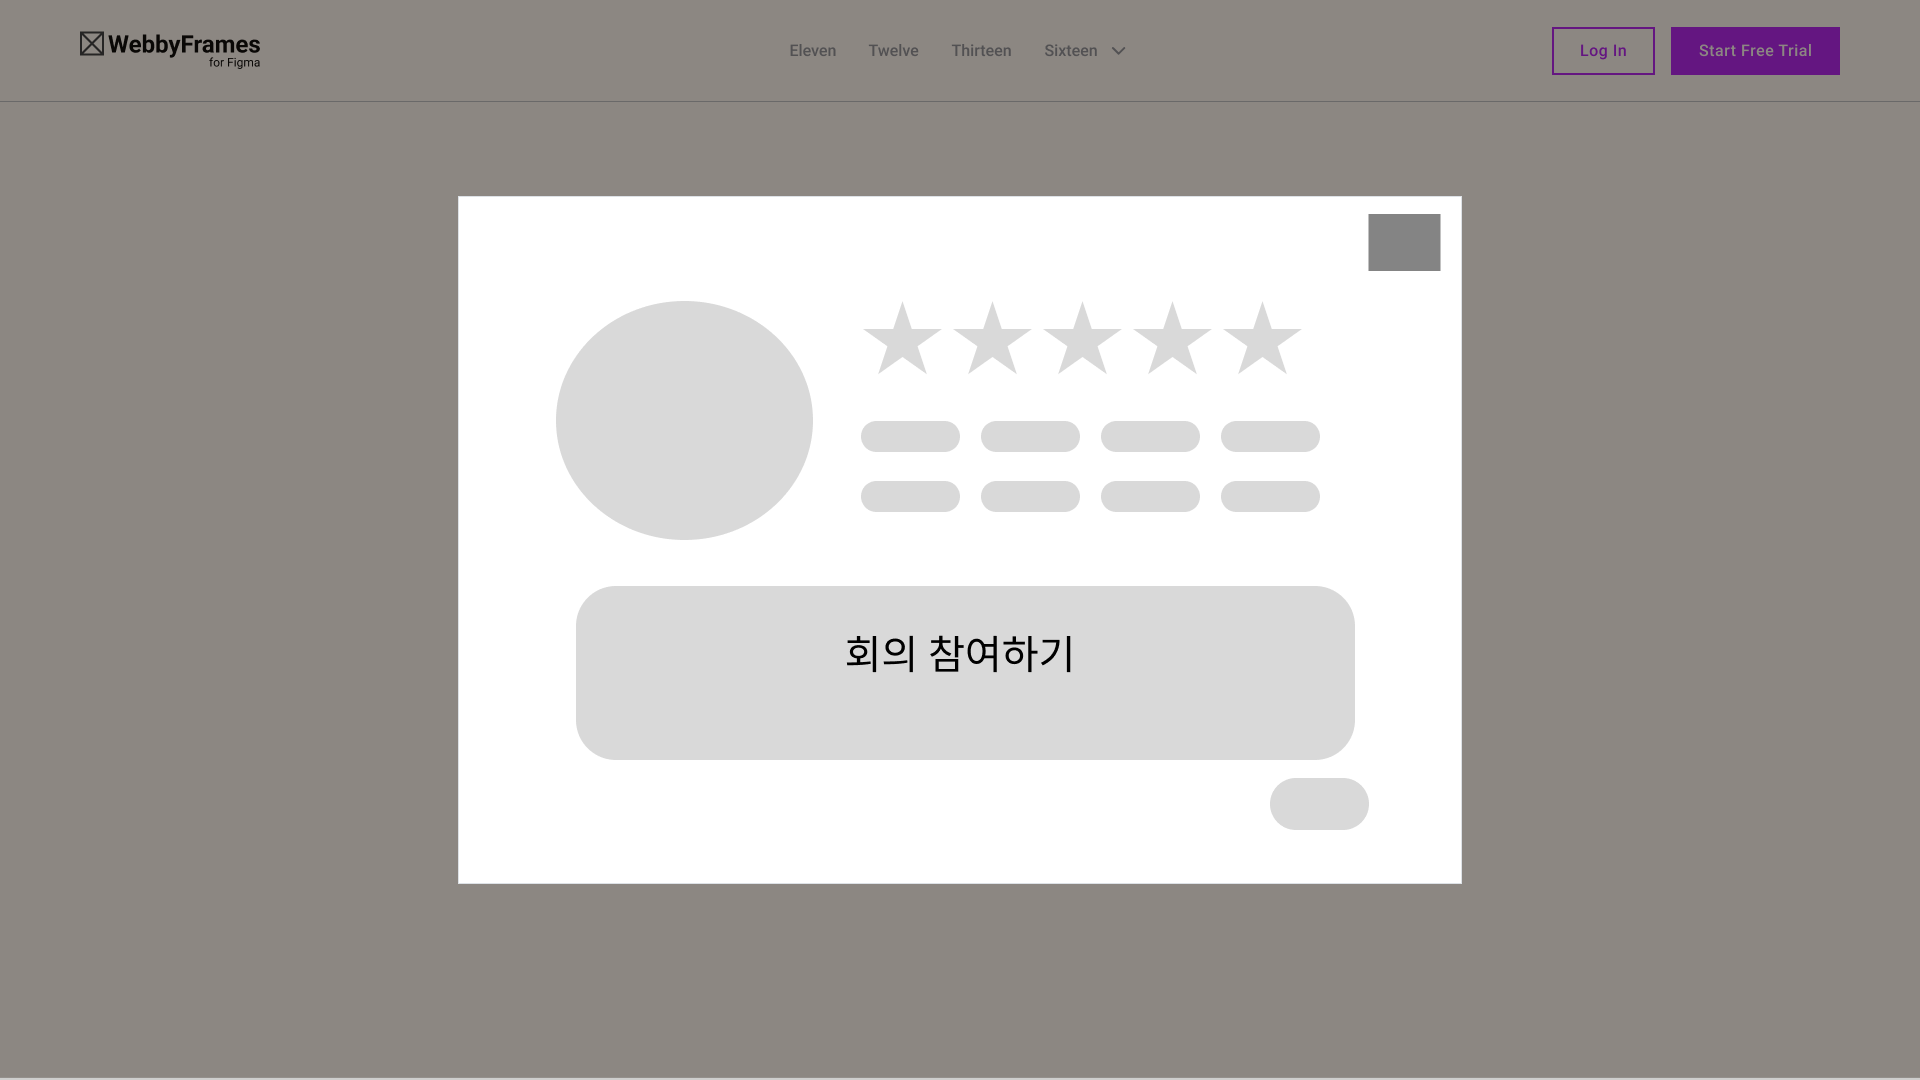 WebbyFrames
for Figma
Eleven Twelve Thirteen Sixteen
Log In
Start Free Trial
회의 참여하기